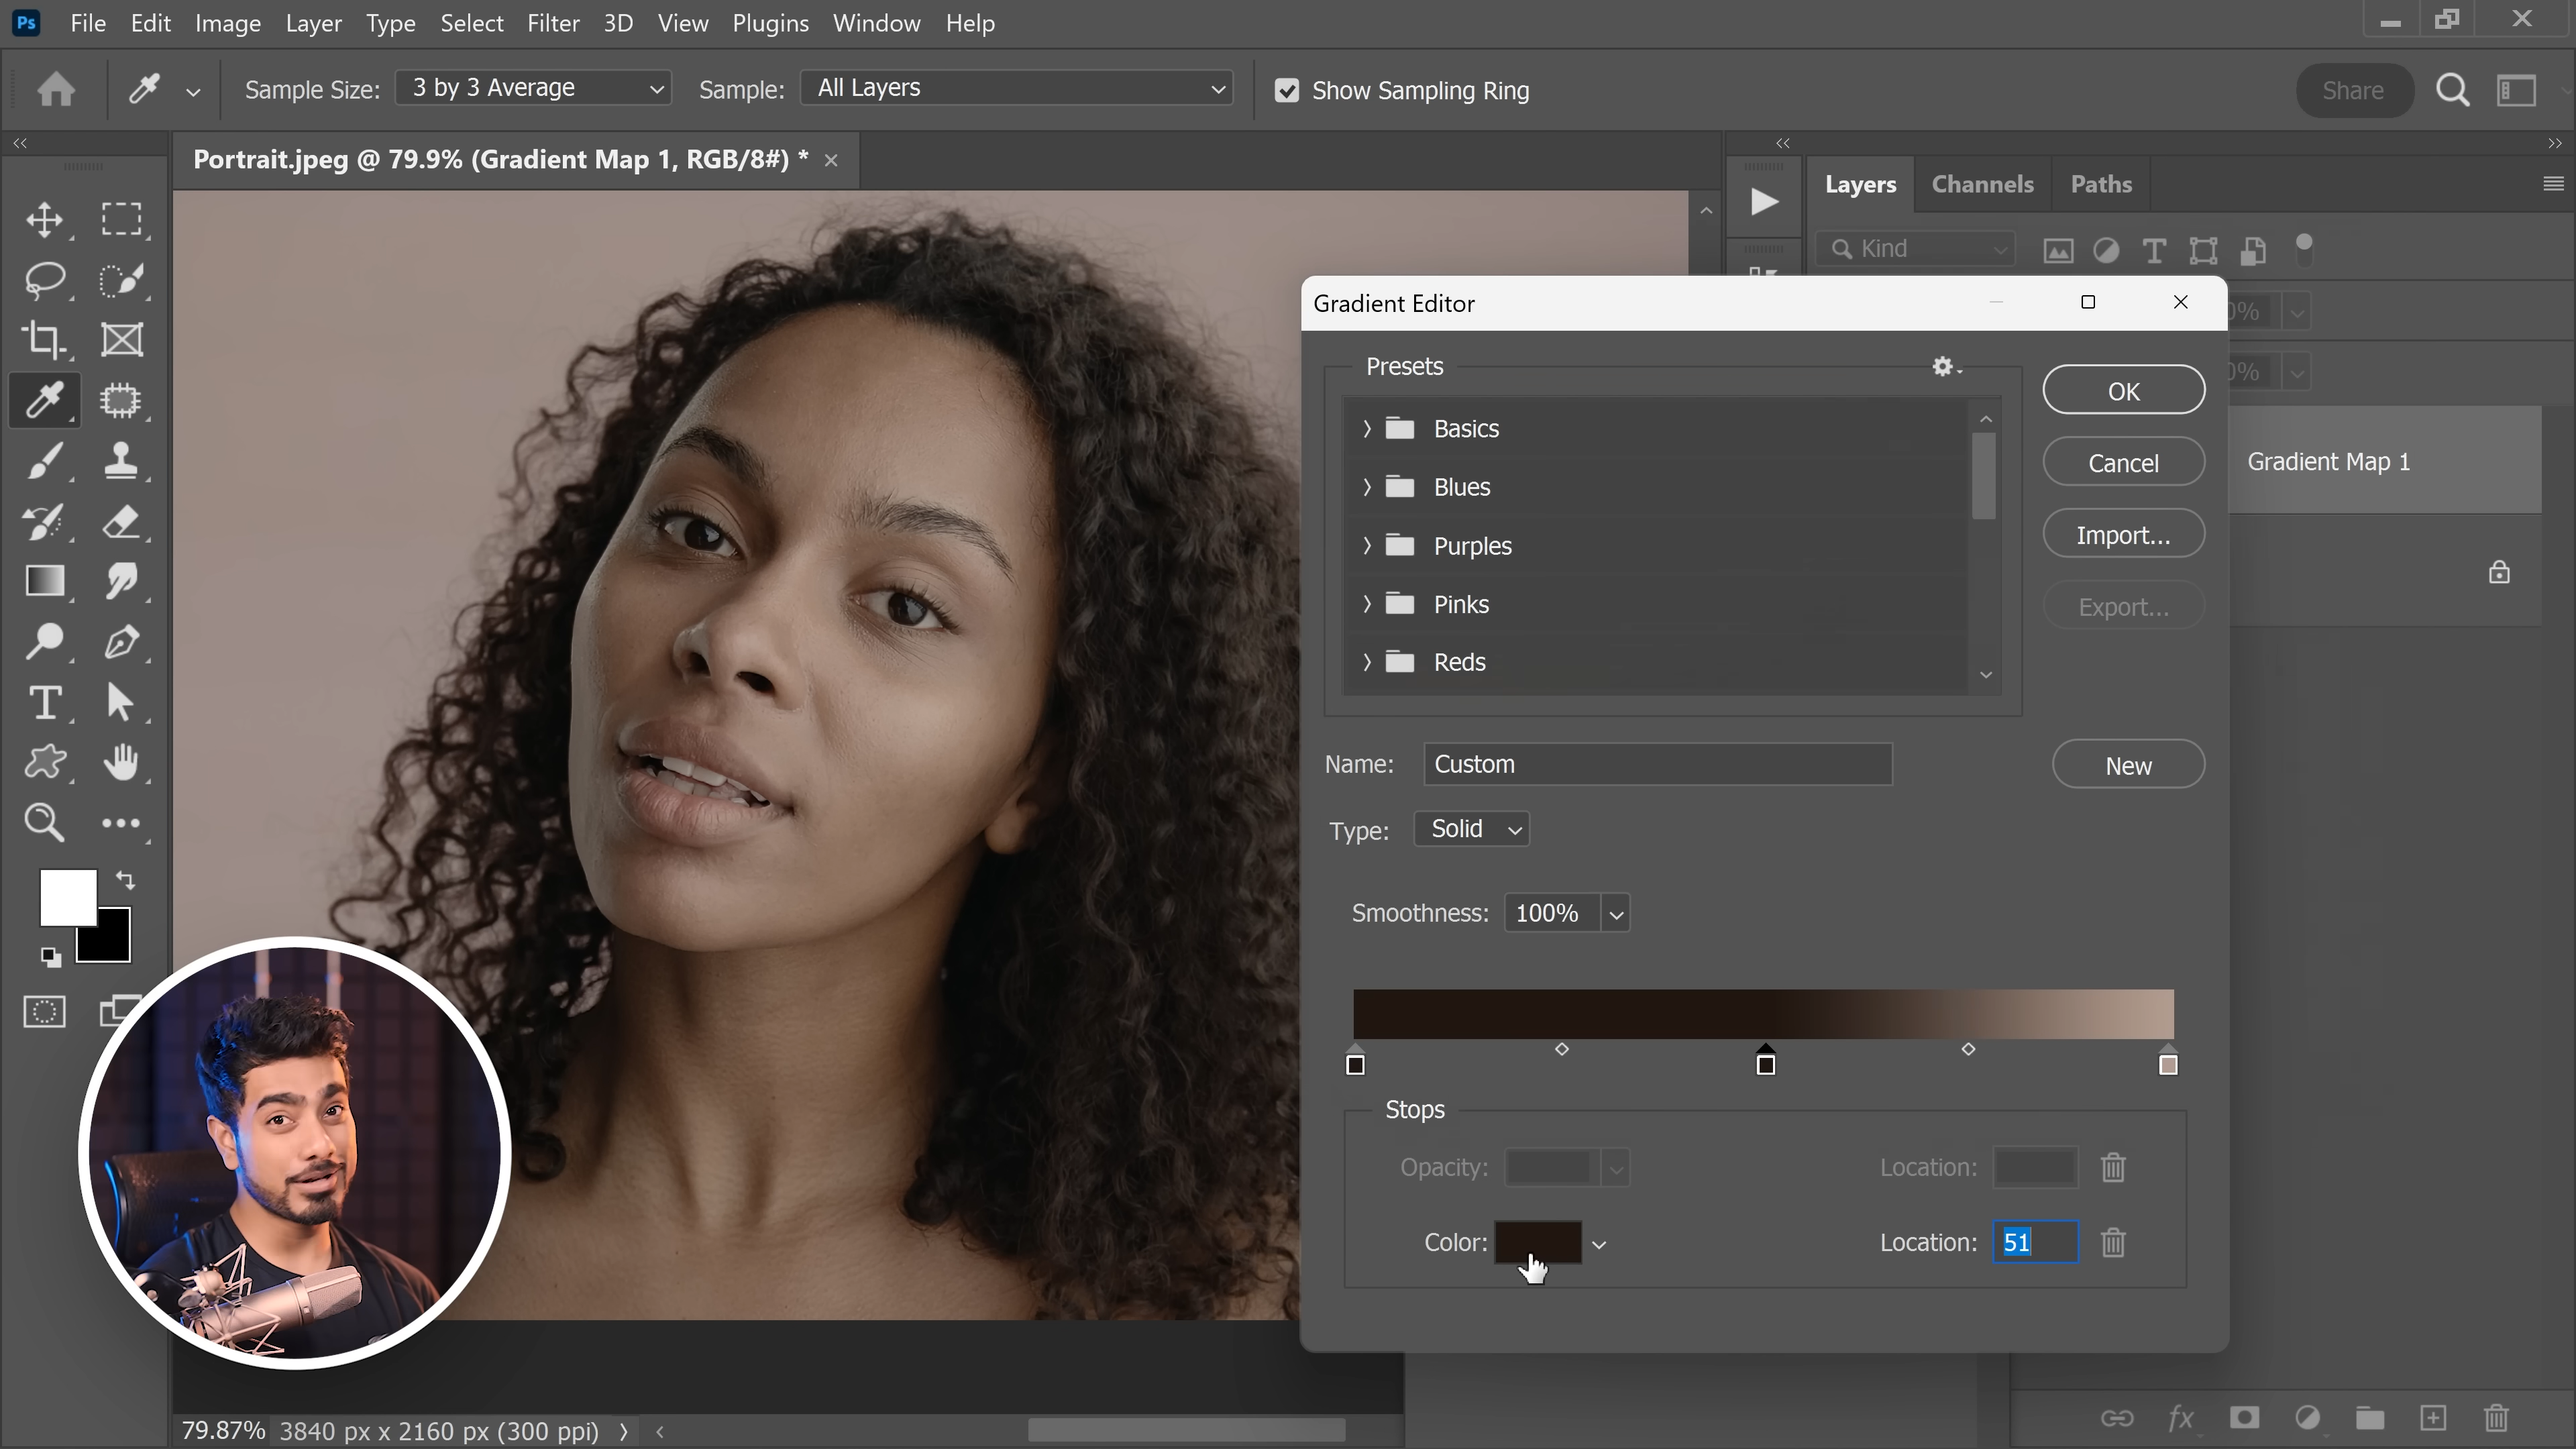 Ps File Edit Image Layer Type Select Filter 3D View Plugins Window Help
Sample Size: 3 by 3 Average Sample: All Layers Show Sampling Ring Share
Portrait.jpeg @ 79.9% (Gradient Map 1, RGB/8#) *
Layers Channels Paths
Kind
Gradient Editor
Presets
Basics
Blues
Purples
Pinks
Reds
OK
Cancel
Import...
Export...
Name: Custom
New
Type: Solid
Smoothness: 100%
Stops
Opacity: Location:
Color: Location: 51
Gradient Map 1
79.87% 3840 px x 2160 px (300 ppi)
fx